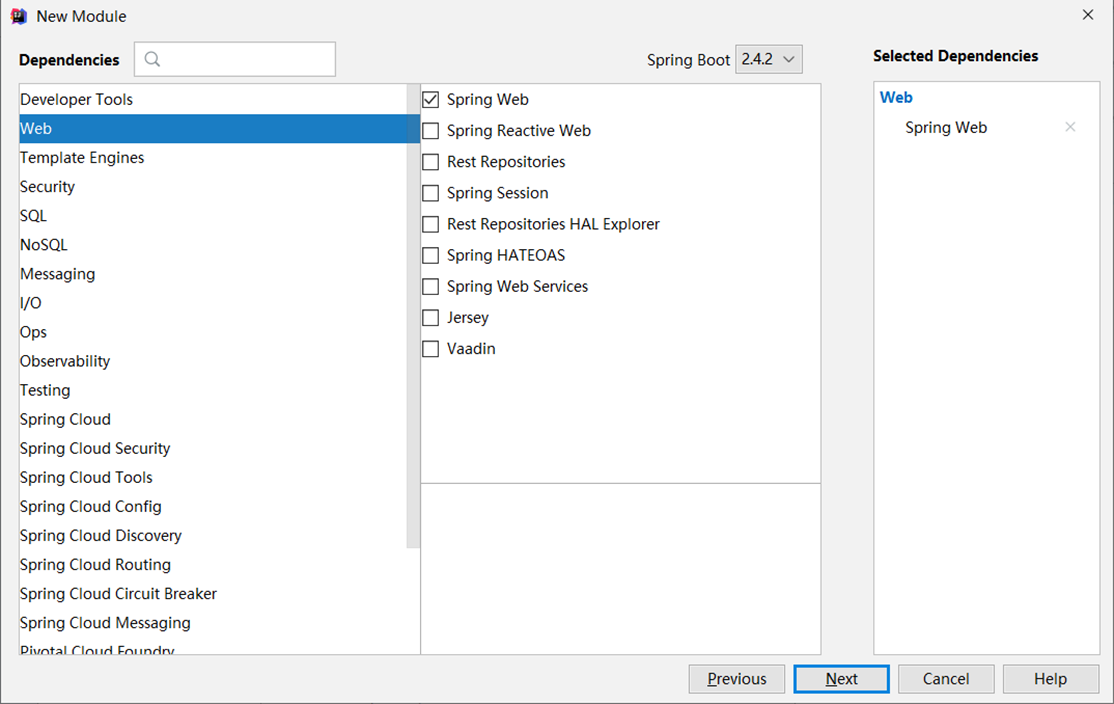 New Module
Dependencies
Spring Boot 2.4.2
Selected Dependencies
Developer Tools
Web
Template Engines
Security
SQL
NoSQL
Messaging
I/O
Ops
Observability
Testing
Spring Cloud
Spring Cloud Security
Spring Cloud Tools
Spring Cloud Config
Spring Cloud Discovery
Spring Cloud Routing
Spring Cloud Circuit Breaker
Spring Cloud Messaging
Pivotal Cloud Foundry
Spring Web
Spring Reactive Web
Rest Repositories
Spring Session
Rest Repositories HAL Explorer
Spring HATEOAS
Spring Web Services
Jersey
Vaadin
Web
Spring Web
Previous
Next
Cancel
Help